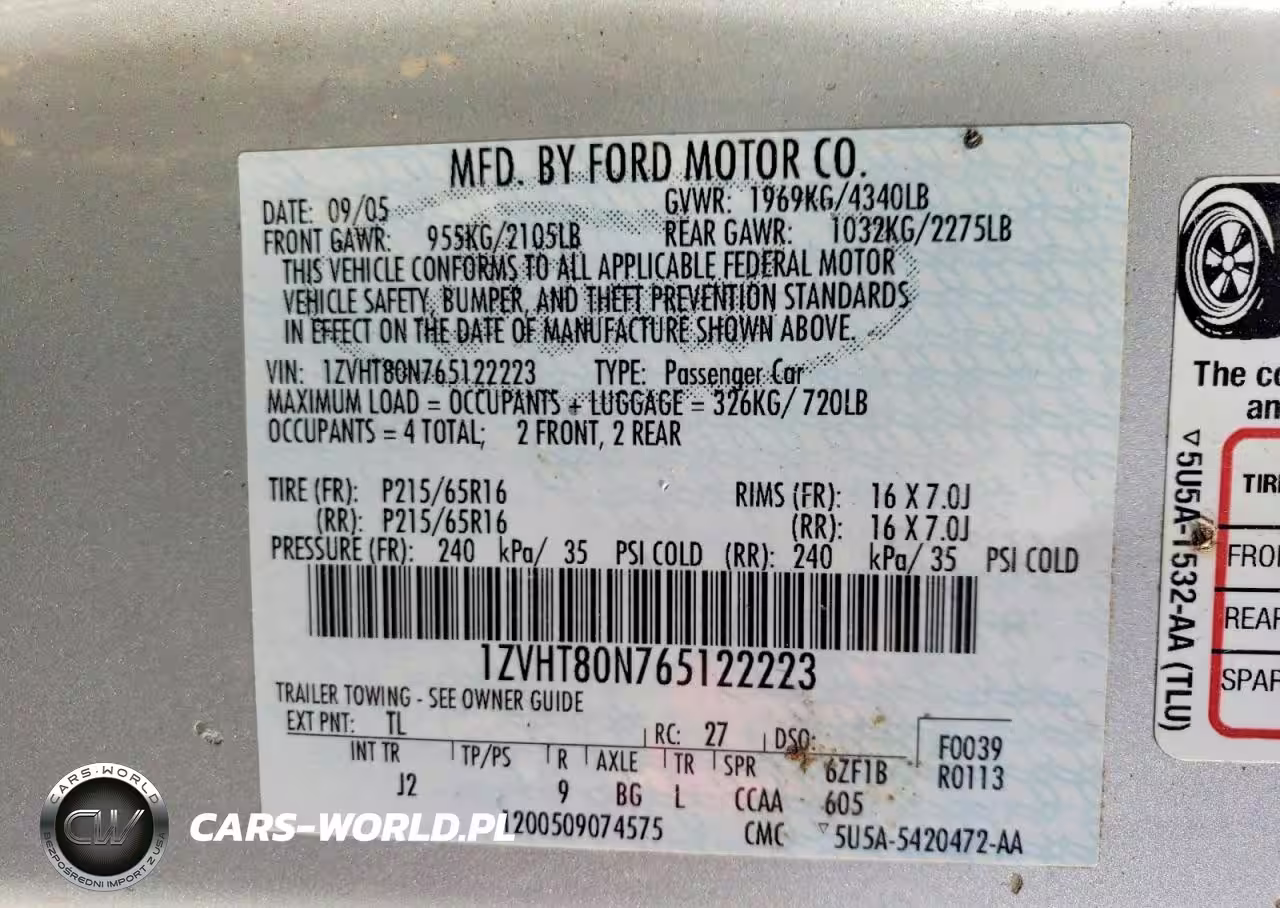 MFD. BY FORD MOTOR CO.
DATE: 09/05 GVWR: 1969KG/4340LB
FRONT GAWR: 955KG/2105LB REAR GAWR: 1032KG/2275LB
THIS VEHICLE CONFORMS TO ALL APPLICABLE FEDERAL MOTOR
VEHICLE SAFETY, BUMPER, AND THEFT PREVENTION STANDARDS
IN EFFECT ON THE DATE OF MANUFACTURE SHOWN ABOVE.
VIN: 1ZVHT80N765122223 TYPE: Passenger Car
MAXIMUM LOAD = OCCUPANTS + LUGGAGE = 326KG/ 720LB
OCCUPANTS = 4 TOTAL; 2 FRONT, 2 REAR
TIRE (FR): P215/65R16 RIMS (FR): 16 X 7.0J
(RR): P215/65R16 (RR): 16 X 7.0J
PRESSURE (FR): 240 kPa/ 35 PSI COLD (RR): 240 kPa/ 35 PSI COLD
1ZVHT80N765122223
TRAILER TOWING - SEE OWNER GUIDE
EXT PNT: TL RC: 27 DSO:
INT TR TP/PS R AXLE TR SPR 6ZF1B
J2 9 BG L CCAA 605
F0039
R0113
1200509074575 CMC ▽5U5A-5420472-AA
The
an
▽5U5A-1532-AA (TLU)
TIR
FRO
REAR
SPAR
CARS-WORLD
CW
BEZPOŚREDNI IMPORT Z USA
CARS-WORLD.PL